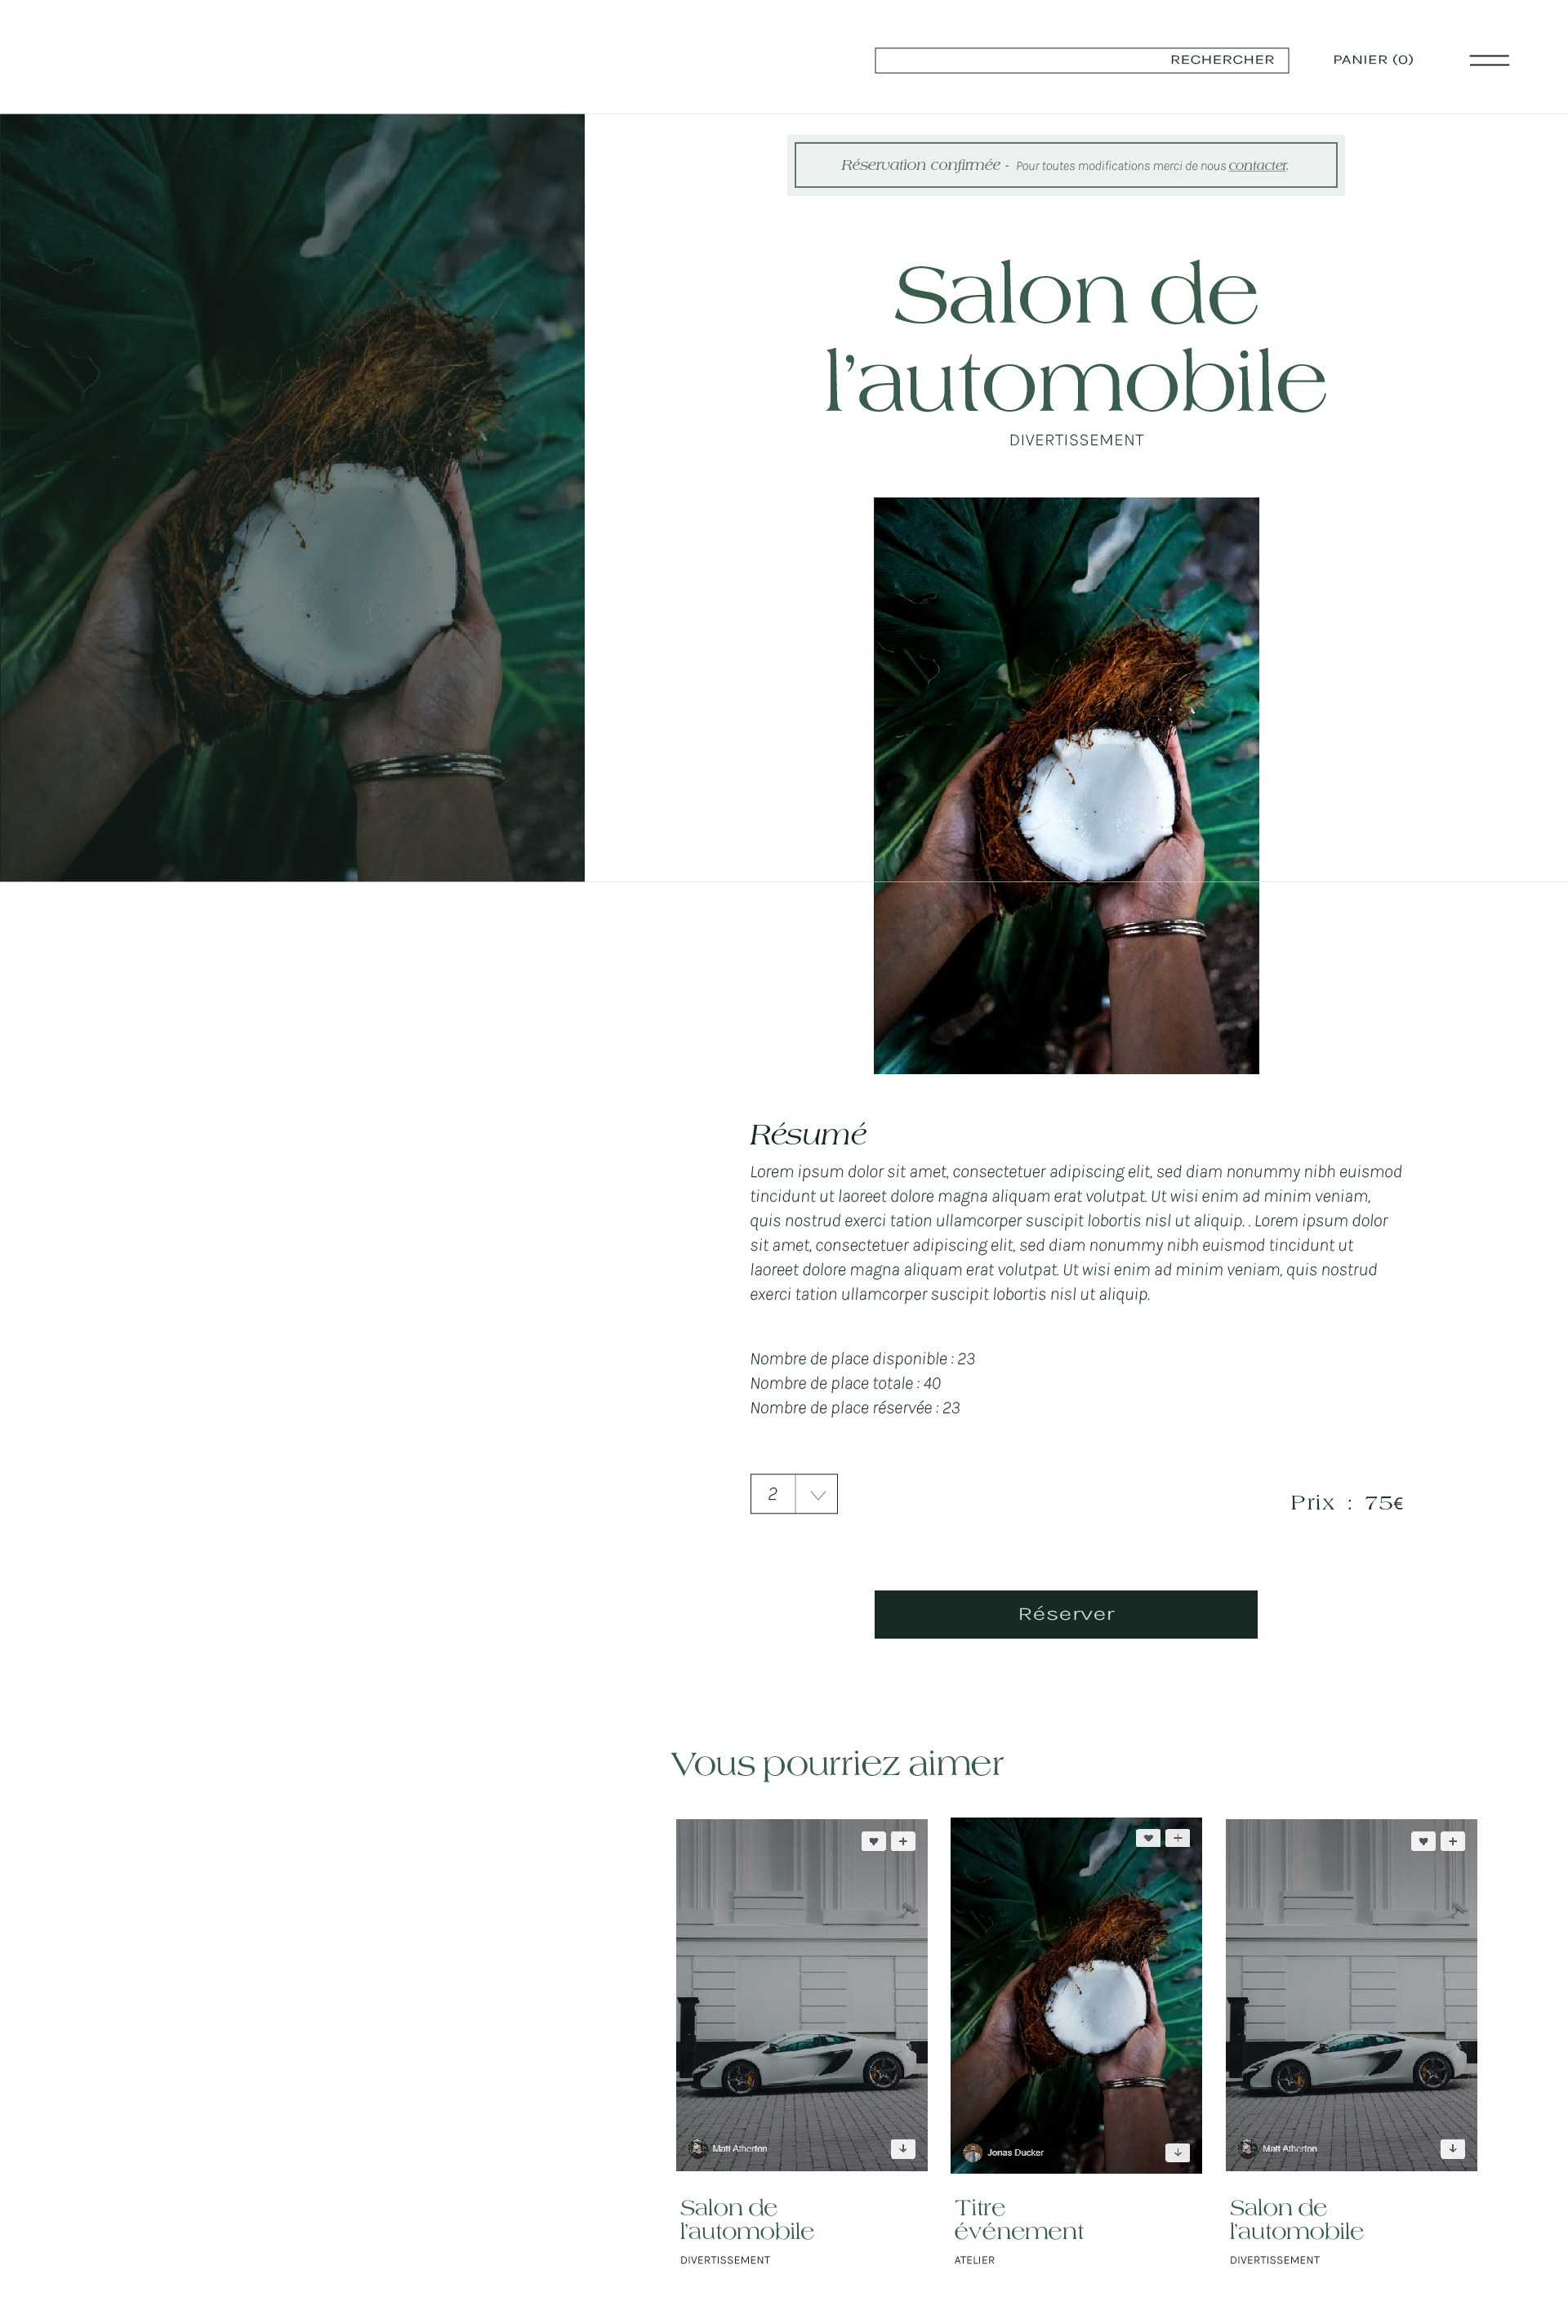 RECHERCHER
PANIER (0)
Réservation confirmée - Pour toutes modifications merci de nous contacter.
Salon de
l'automobile
DIVERTISSEMENT
Résumé
Lorem ipsum dolor sit amet, consectetuer adipiscing elit, sed diam nonummy nibh euismod
tincidunt ut laoreet dolore magna aliquam erat volutpat. Ut wisi enim ad minim veniam,
quis nostrud exerci tation ullamcorper suscipit lobortis nisl ut aliquip. . Lorem ipsum dolor
sit amet, consectetuer adipiscing elit, sed diam nonummy nibh euismod tincidunt ut
laoreet dolore magna aliquam erat volutpat. Ut wisi enim ad minim veniam, quis nostrud
exerci tation ullamcorper suscipit lobortis nisl ut aliquip.
Nombre de place disponible : 23
Nombre de place totale : 40
Nombre de place réservée : 23
2
Prix : 75€
Réserver
Vous pourriez aimer
Matt Atherton
Jonas Ducker
Matt Atherton
Salon de
l'automobile
DIVERTISSEMENT
Titre
événement
ATELIER
Salon de
l'automobile
DIVERTISSEMENT